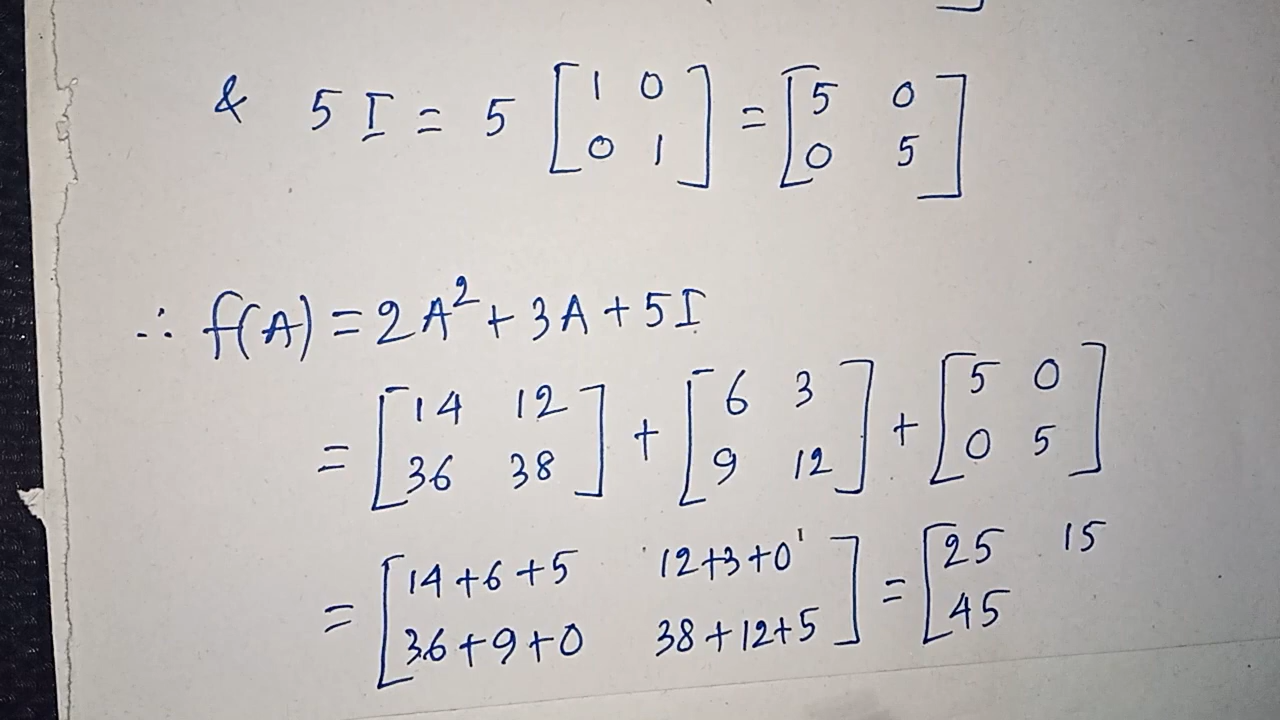 & 5I = 5 [1 0
0 1] = [5 0
0 5]
∴ f(A) = 2A² + 3A + 5I
= [14 12
36 38] + [6 3
9 12] + [5 0
0 5]
= [14+6+5 12+3+0
36+9+0 38+12+5] = [25 15
45